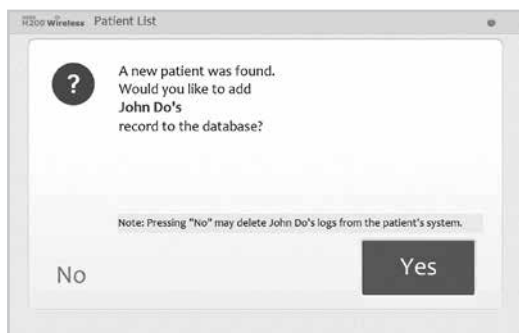 H200 Wireless Patient List
?
A new patient was found.
Would you like to add
John Do's
record to the database?
Note: Pressing "No" may delete John Do's logs from the patient's system.
No
Yes